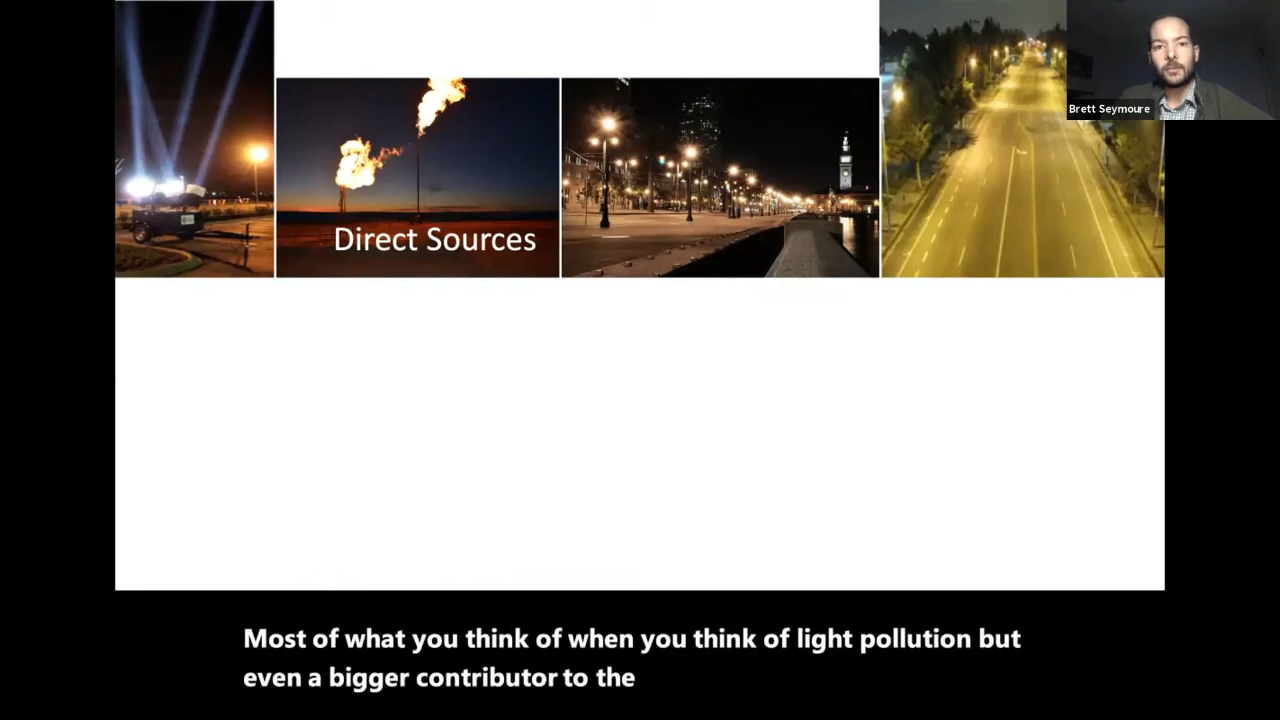 Brett Seymoure
Direct Sources
Most of what you think of when you think of light pollution but
even a bigger contributor to the